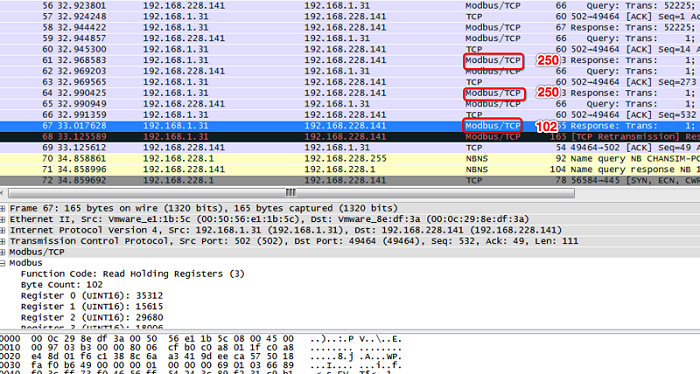 56 32.923801 192.168.228.141 192.168.1.31 Modbus/TCP 66 Query: Trans: 52225;
57 32.924248 192.168.1.31 192.168.228.141 TCP 60 502→49464 [ACK] Seq=1 A
58 32.944422 192.168.1.31 192.168.228.141 Modbus/TCP 67 Response: Trans: 52225;
59 32.944987 192.168.228.141 192.168.1.31 Modbus/TCP 66 Query: Trans: 1;
60 32.945300 192.168.1.31 192.168.228.141 TCP 60 502→49464 [ACK] Seq=14 A
61 32.968583 192.168.1.31 192.168.228.141 Modbus/TCP 250 3 Response: Trans: 1;
62 32.969203 192.168.228.141 192.168.1.31 Modbus/TCP 66 Query: Trans: 1;
63 32.969565 192.168.1.31 192.168.228.141 TCP 60 502→49464 [ACK] Seq=273
64 32.990425 192.168.1.31 192.168.228.141 Modbus/TCP 250 3 Response: Trans: 1;
65 32.990949 192.168.228.141 192.168.1.31 Modbus/TCP 66 Query: Trans: 1;
66 32.991359 192.168.1.31 192.168.228.141 TCP 60 502→49464 [ACK] Seq=532
67 33.017628 192.168.1.31 192.168.228.141 Modbus/TCP 102 5 Response: Trans: 1;
68 33.125589 192.168.1.31 192.168.228.141 Modbus/TCP 165 [TCP Retransmission] Res
69 33.125612 192.168.228.141 192.168.1.31 TCP 54 49464→502 [ACK] Seq=49 A
70 34.858861 192.168.228.1 192.168.228.255 NBNS 92 Name query NB CHANSIM-PC
71 34.858996 192.168.228.141 192.168.228.1 NBNS 104 Name query response NB 1
72 34.859692 192.168.228.1 192.168.228.141 TCP 78 56584→445 [SYN, ECN, CWR
Frame 67: 165 bytes on wire (1320 bits), 165 bytes captured (1320 bits)
Ethernet II, Src: Vmware_e1:1b:5c (00:50:56:e1:1b:5c), Dst: Vmware_8e:df:3a (00:0c:29:8e:df:3a)
Internet Protocol Version 4, Src: 192.168.1.31 (192.168.1.31), Dst: 192.168.228.141 (192.168.228.141)
Transmission Control Protocol, Src Port: 502 (502), Dst Port: 49464 (49464), Seq: 532, Ack: 49, Len: 111
Modbus/TCP
Modbus
Function Code: Read Holding Registers (3)
Byte Count: 102
Register 0 (UINT16): 35312
Register 1 (UINT16): 15615
Register 2 (UINT16): 29680
Register 3 (UINT16): 18006
0000 00 0c 29 8e df 3a 00 50 56 e1 1b 5c 08 00 45 00 ..)..:.P V..\..E.
0010 00 97 03 b3 00 00 80 06 cf b0 c0 a8 01 1f c0 a8 ........ ........
0020 e4 8d 01 f6 c1 38 8c 6a a3 41 9d ee ca 57 50 18 .....8.j .A...WP.
0030 fa f0 b6 49 00 00 00 01 00 00 00 69 01 03 66 89 ...I.... ...i..f.